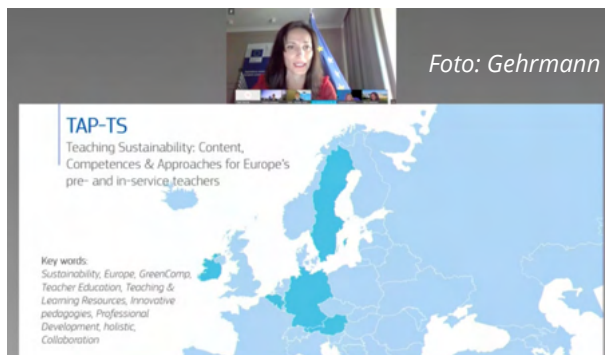 Foto: Gehrmann
TAP-TS
Teaching Sustainability: Content,
Competences & Approaches for Europe's
pre- and in-service teachers
Key words:
Sustainability, Europe, GreenComp,
Teacher Education, Teaching &
Learning Resources, Innovative
pedagogies, Professional
Development, holistic,
Collaboration